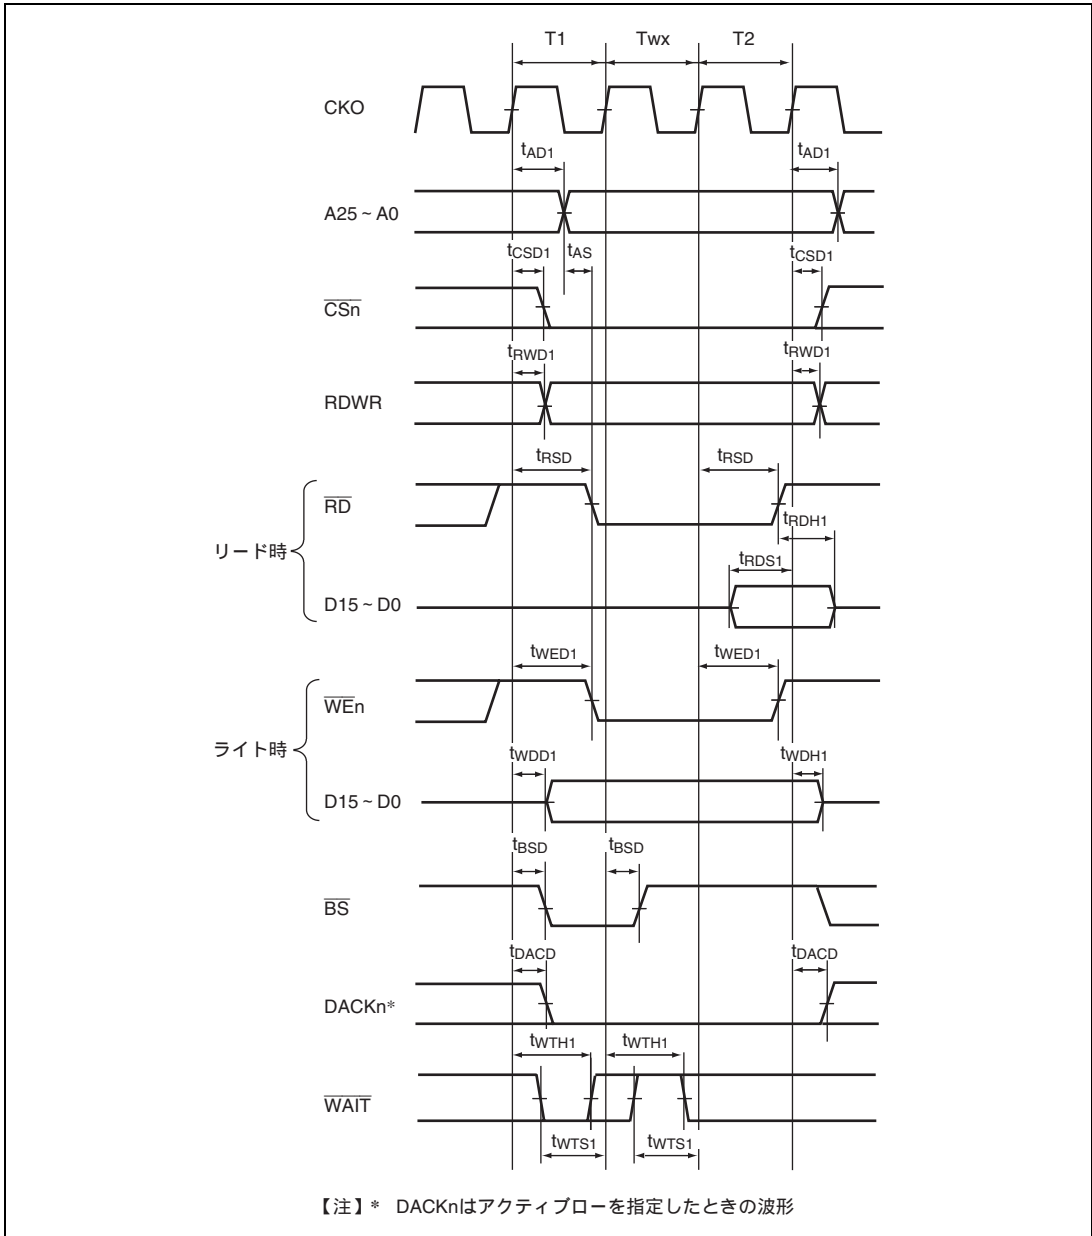 T1 Twx T2
CKO
tAD1 tAD1
A25 ~ A0
tCSD1 tAS tCSD1
CSn
tRWD1 tRWD1
RDWR
tRSD tRSD
RD
tRDH1
リード時
tRDS1
D15 ~ D0
tWED1 tWED1
WEn
ライト時
tWDD1 tWDH1
D15 ~ D0
tBSD tBSD
BS
tDACD tDACD
DACKn*
tWTH1 tWTH1
WAIT
tWTS1 tWTS1
【注】* DACKnはアクティブローを指定したときの波形